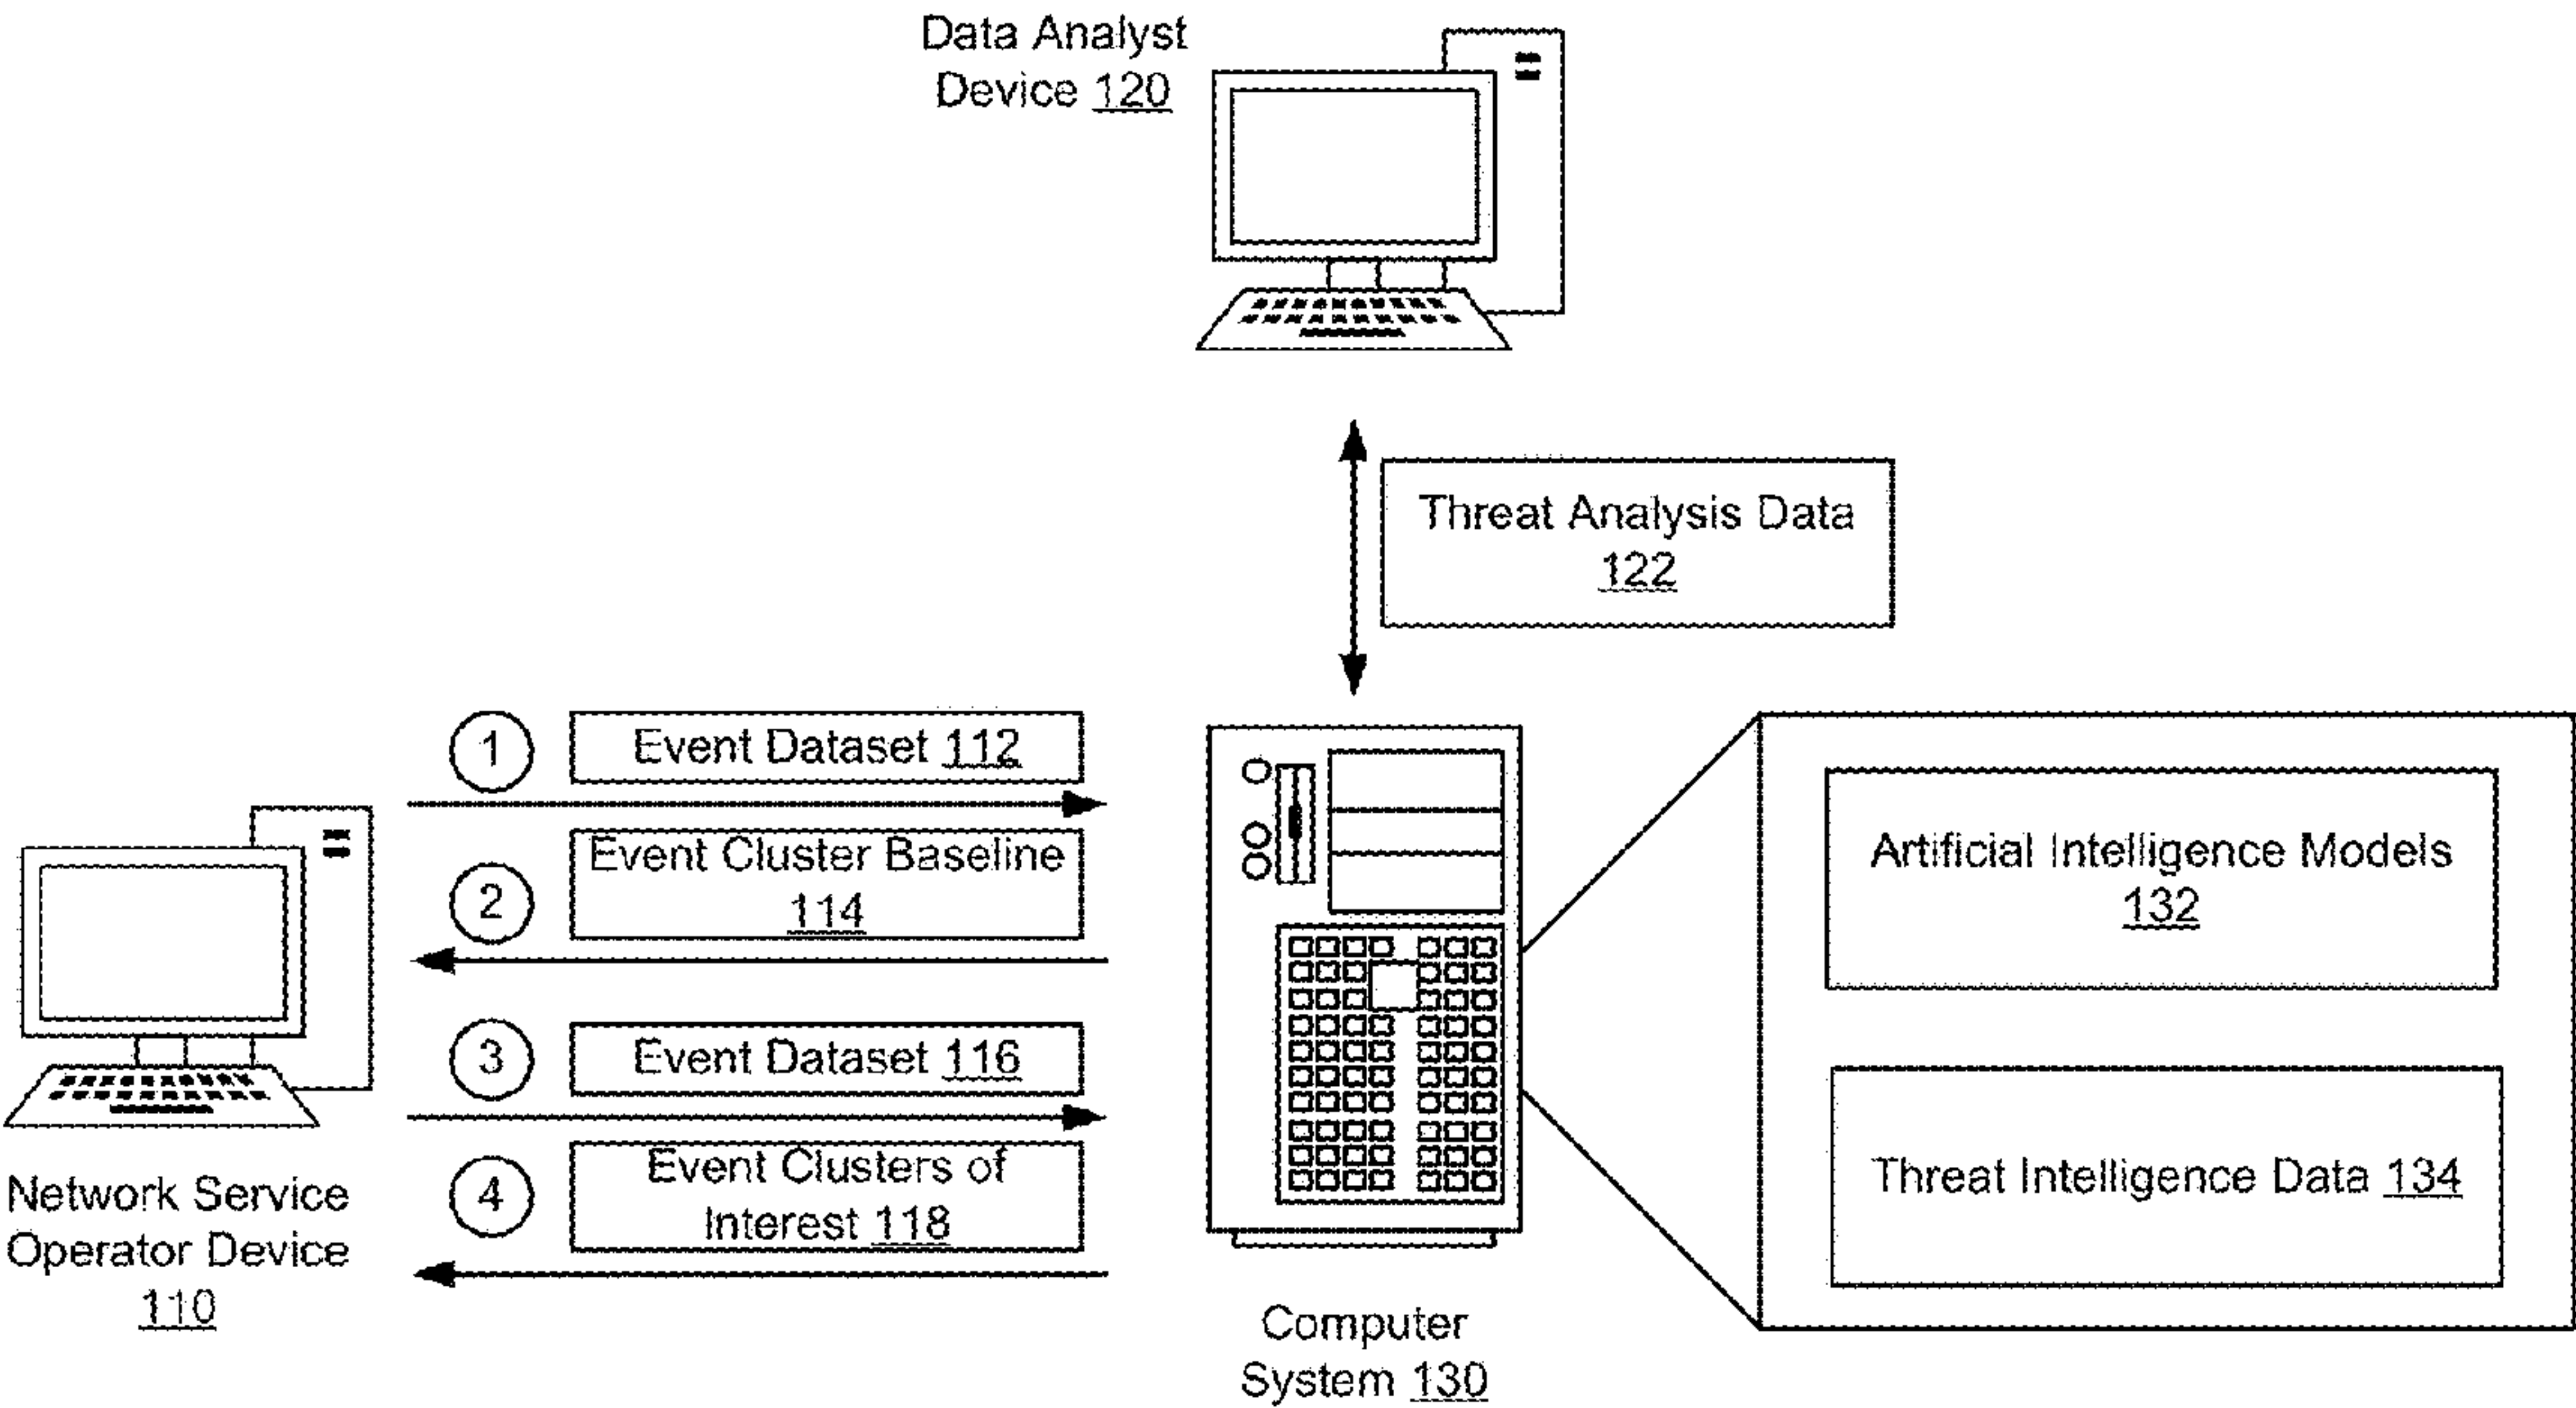 Data Analyst
Device 120
Threat Analysis Data
122
1
Event Dataset 112
2
Event Cluster Baseline
114
3
Event Dataset 116
4
Event Clusters of
Interest 118
Network Service
Operator Device
110
Computer
System 130
Artificial Intelligence Models
132
Threat Intelligence Data 134